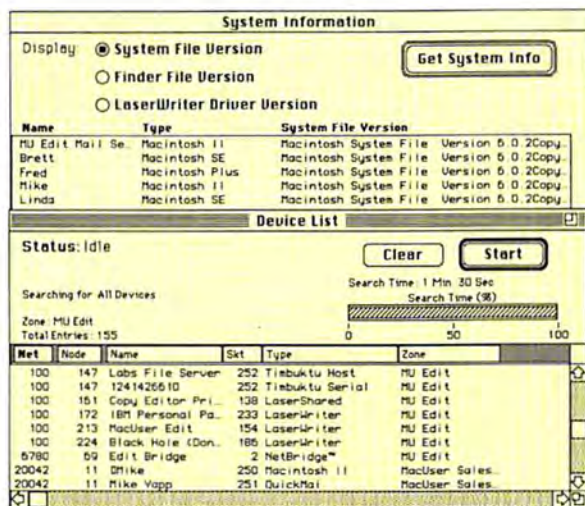 System Information
Display: System File Version
Get System Info
Finder File Version
LaserWriter Driver Version
Name Type System File Version
MU Edit Mail Se… Macintosh II Macintosh System File Version 6.0.2Copy…
Brett Macintosh SE Macintosh System File Version 6.0.2Copy…
Fred Macintosh Plus Macintosh System File Version 6.0.2Copy…
Mike Macintosh II Macintosh System File Version 6.0.2Copy…
Linda Macintosh SE Macintosh System File Version 6.0.2Copy…
Device List
Status: Idle
Clear Start
Search Time: 1 Min 30 Sec
Searching for All Devices
Search Time (%)
Zone: MU Edit
Total Entries: 155
0 50 100
Net Node Name Skt Type Zone
100 147 Labs File Server 252 Timbuktu Host MU Edit
100 147 1241426610 252 Timbuktu Serial MU Edit
100 161 Copy Editor Pri… 138 LaserShared MU Edit
100 172 IBM Personal Pa… 233 LaserWriter MU Edit
100 213 MacUser Edit 154 LaserWriter MU Edit
100 224 Black Hole (Don… 186 LaserWriter MU Edit
6780 69 Edit Bridge 2 NetBridge™ MU Edit
20042 11 Mike 250 Macintosh II MacUser Sales…
20042 11 Mike Yapp 251 QuickMai MacUser Sales…